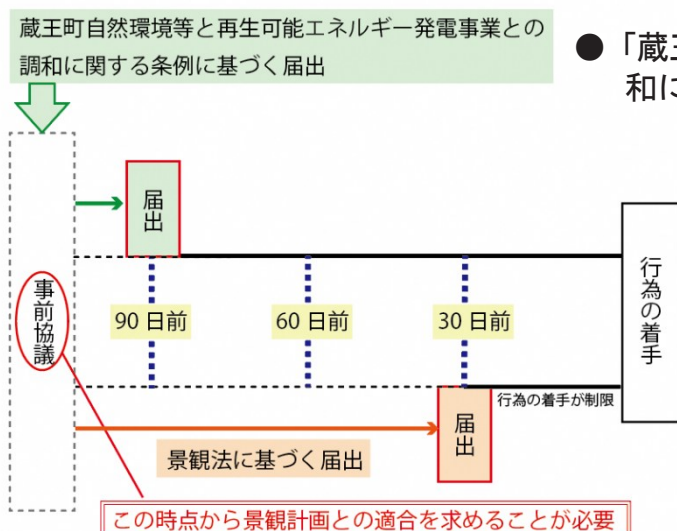 蔵王町自然環境等と再生可能エネルギー発電事業との
調和に関する条例に基づく届出
●「蔵
和に
届出
行為の着手
事前協議
90 日前
60 日前
30 日前
行為の着手が制限
届出
景観法に基づく届出
この時点から景観計画との適合を求めることが必要